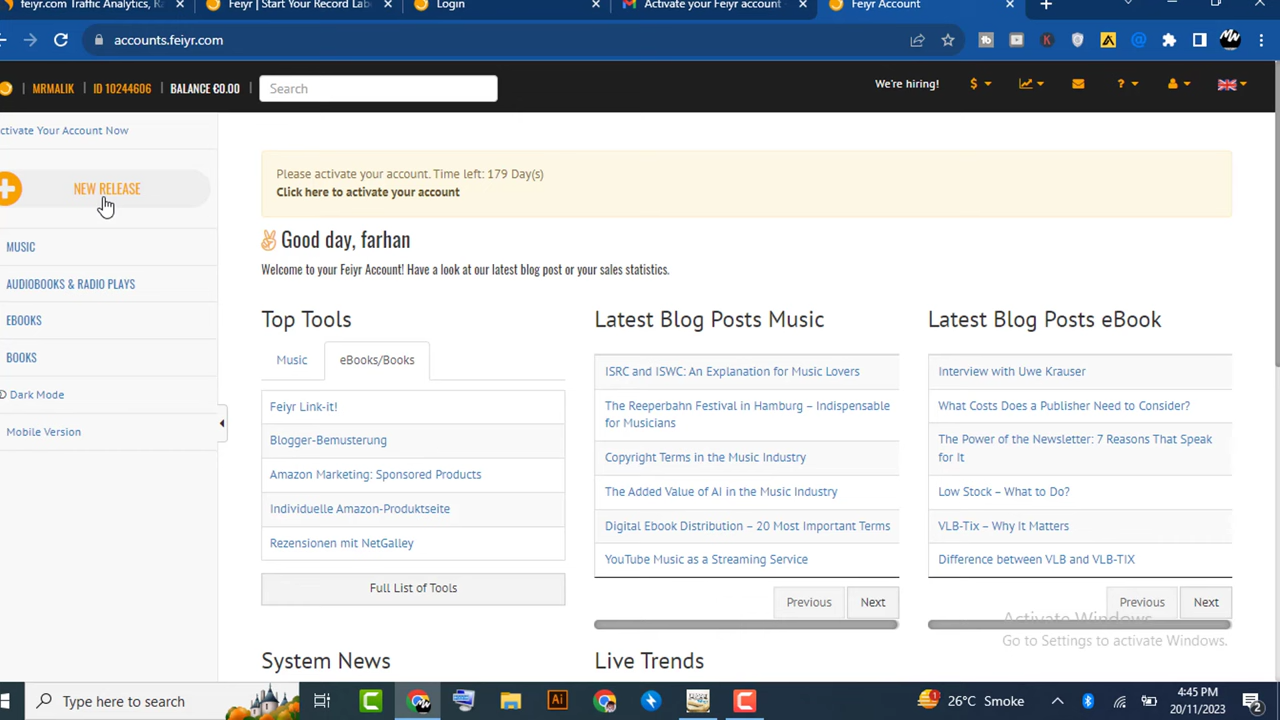 feiyr.com Traffic Analytics, Ra
Feiyr | Start Your Record Lab
Login
Activate your Feiyr account -
Feiyr Account
accounts.feiyr.com
MRMALIK
ID 10244606
BALANCE €0.00
Search
We're hiring!
ctivate Your Account Now
NEW RELEASE
MUSIC
AUDIOBOOKS & RADIO PLAYS
EBOOKS
BOOKS
Dark Mode
Mobile Version
Please activate your account. Time left: 179 Day(s)
Click here to activate your account
Good day, farhan
Welcome to your Feiyr Account! Have a look at our latest blog post or your sales statistics.
Top Tools
Music
eBooks/Books
Feiyr Link-it!
Blogger-Bemusterung
Amazon Marketing: Sponsored Products
Individuelle Amazon-Produktseite
Rezensionen mit NetGalley
Full List of Tools
Latest Blog Posts Music
ISRC and ISWC: An Explanation for Music Lovers
The Reeperbahn Festival in Hamburg – Indispensable
for Musicians
Copyright Terms in the Music Industry
The Added Value of AI in the Music Industry
Digital Ebook Distribution – 20 Most Important Terms
YouTube Music as a Streaming Service
Previous
Next
Latest Blog Posts eBook
Interview with Uwe Krauser
What Costs Does a Publisher Need to Consider?
The Power of the Newsletter: 7 Reasons That Speak
for It
Low Stock – What to Do?
VLB-Tix – Why It Matters
Difference between VLB and VLB-TIX
Previous
Next
System News
Live Trends
Activate Windows
Go to Settings to activate Windows.
Type here to search
26°C Smoke
4:45 PM
20/11/2023